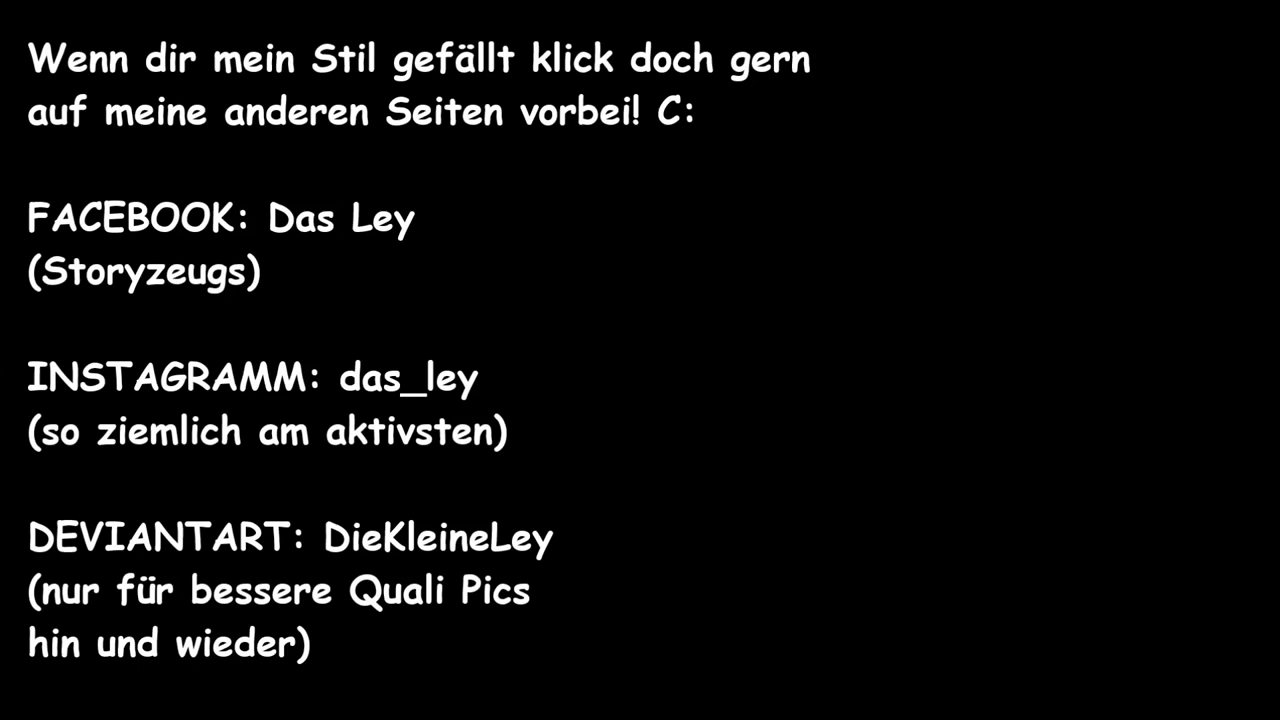 Wenn dir mein Stil gefällt klick doch gern
auf meine anderen Seiten vorbei! C:
FACEBOOK: Das Ley
(Storyzeugs)
INSTAGRAMM: das_ley
(so ziemlich am aktivsten)
DEVIANTART: DieKleineLey
(nur für bessere Quali Pics
hin und wieder)